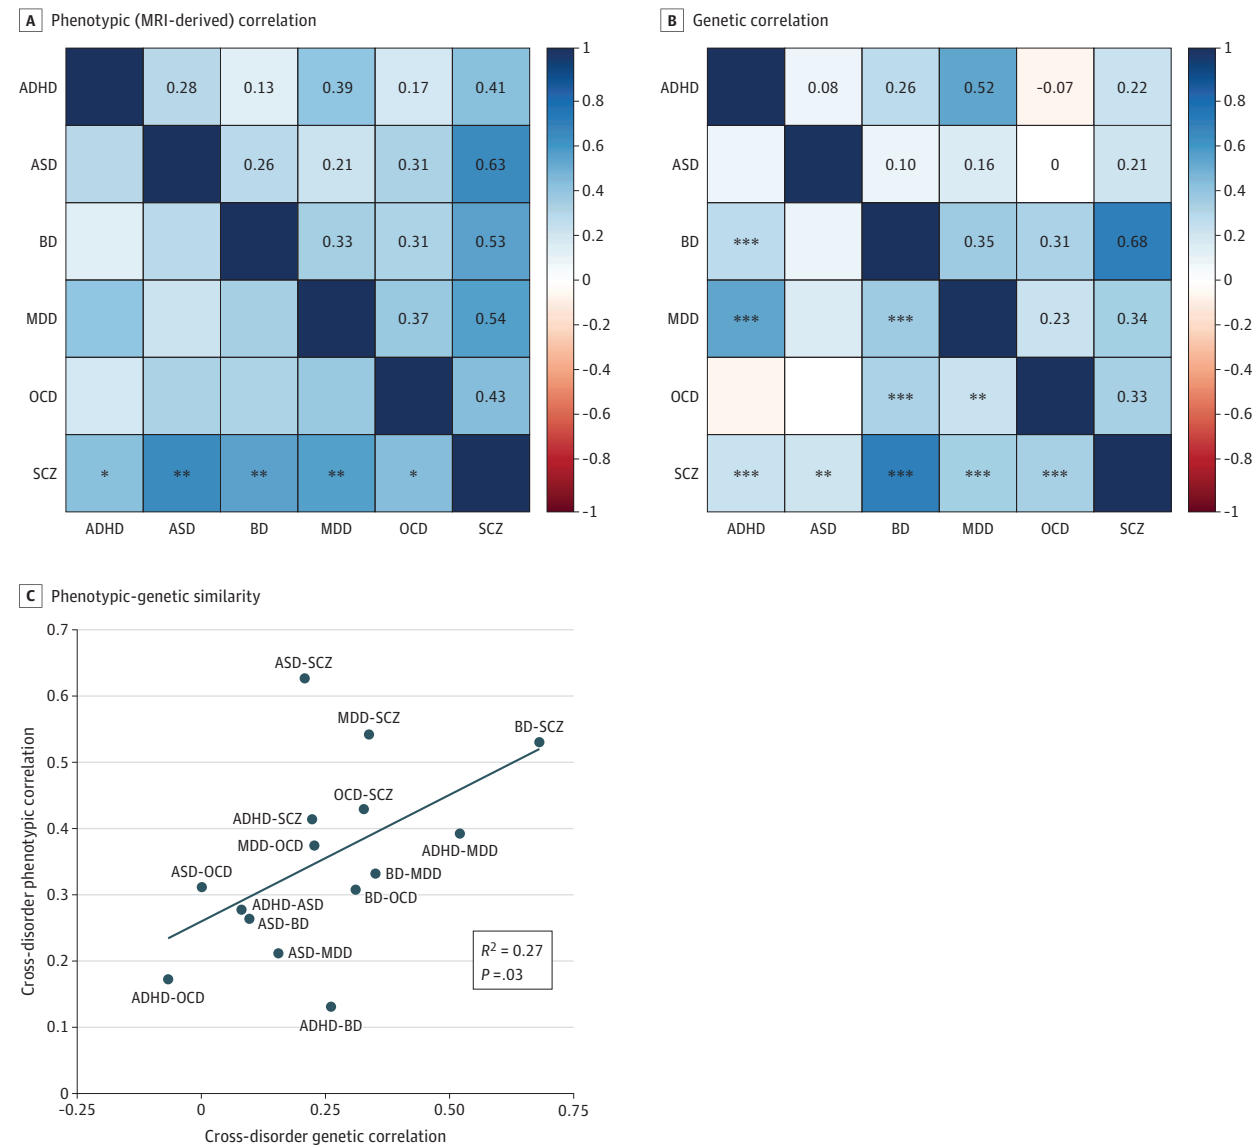 A Phenotypic (MRI-derived) correlation
ADHD 0.28 0.13 0.39 0.17 0.41
ASD 0.26 0.21 0.31 0.63
BD 0.33 0.31 0.53
MDD 0.37 0.54
OCD 0.43
SCZ * ** ** ** *
ADHD ASD BD MDD OCD SCZ
1
0.8
0.6
0.4
0.2
0
-0.2
-0.4
-0.6
-0.8
-1
B Genetic correlation
ADHD 0.08 0.26 0.52 -0.07 0.22
ASD 0.10 0.16 0 0.21
BD *** 0.35 0.31 0.68
MDD *** *** 0.23 0.34
OCD *** ** 0.33
SCZ *** ** *** *** ***
ADHD ASD BD MDD OCD SCZ
1
0.8
0.6
0.4
0.2
0
-0.2
-0.4
-0.6
-0.8
-1
C Phenotypic-genetic similarity
Cross-disorder phenotypic correlation
0.7
0.6
0.5
0.4
0.3
0.2
0.1
0
ASD-SCZ
MDD-SCZ
BD-SCZ
OCD-SCZ
ADHD-SCZ
MDD-OCD
ADHD-MDD
ASD-OCD
BD-MDD
BD-OCD
ADHD-ASD
ASD-BD
ASD-MDD
ADHD-OCD
ADHD-BD
R² = 0.27
P =.03
-0.25 0 0.25 0.50 0.75
Cross-disorder genetic correlation